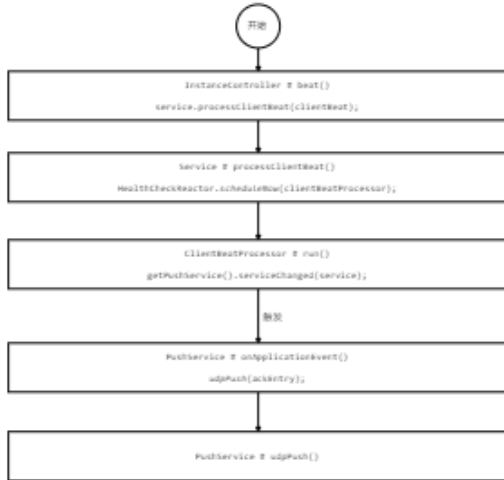 开始
InstanceController # beat()
service.processClientBeat(clientBeat);
Service # processClientBeat()
HealthCheckReactor.scheduleNow(clientBeatProcessor);
ClientBeatProcessor # run()
getPushService().serviceChanged(service);
触发
PushService # onApplicationEvent()
udpPush(ackEntry);
PushService # udpPush()